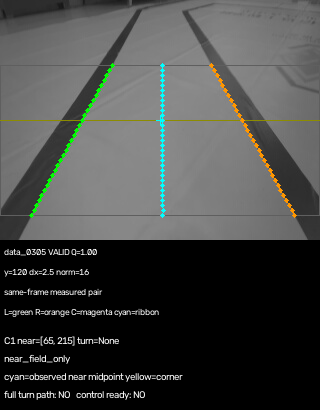 data_0305 VALID Q=1.00
y=120 dx=2.5 norm=16
same-frame measured pair
L=green R=orange C=magenta cyan=ribbon
C1 near=[65, 215] turn=None
near_field_only
cyan=observed near midpoint yellow=corner
full turn path: NO control ready: NO